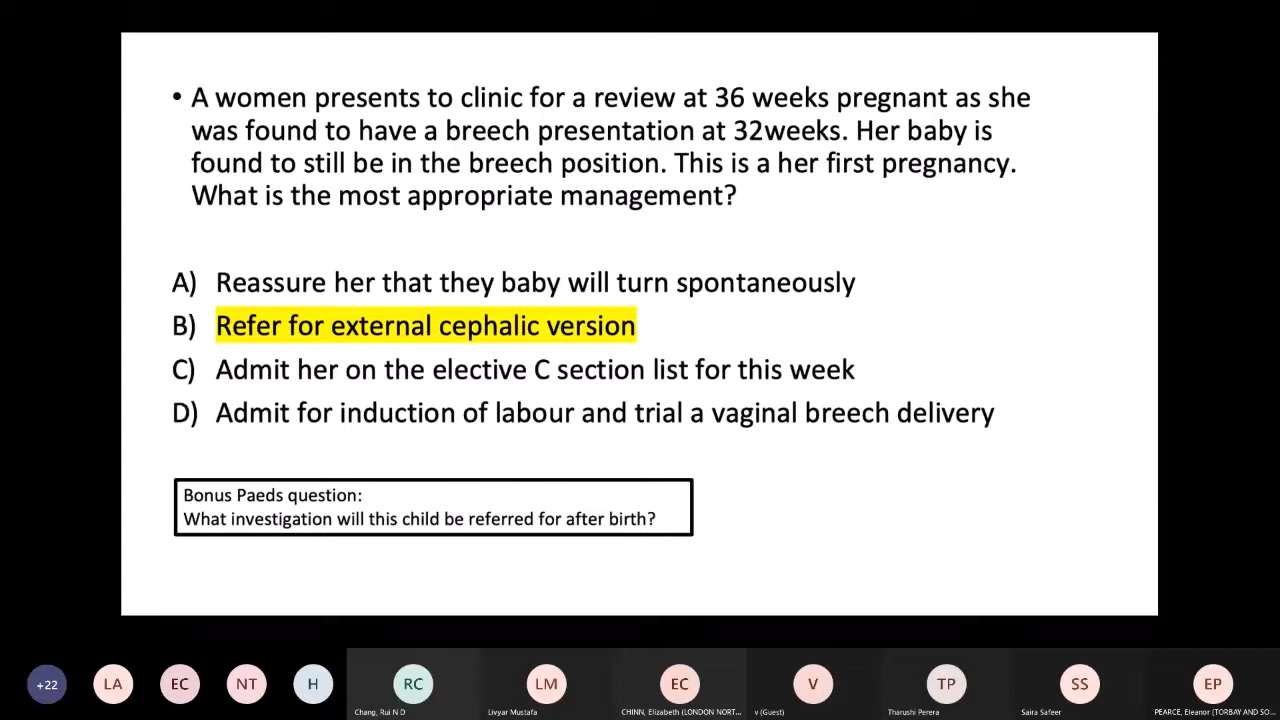 • A women presents to clinic for a review at 36 weeks pregnant as she
was found to have a breech presentation at 32weeks. Her baby is
found to still be in the breech position. This is a her first pregnancy.
What is the most appropriate management?
A) Reassure her that they baby will turn spontaneously
B) Refer for external cephalic version
C) Admit her on the elective C section list for this week
D) Admit for induction of labour and trial a vaginal breech delivery
Bonus Paeds question:
What investigation will this child be referred for after birth?
+22 LA EC NT H RC LM EC V TP SS EP
Chang, Rui N D Livyar Mustafa CHINN, Elizabeth (LONDON NORT... v (Guest) Tharushi Perera Saira Safeer PEARCE, Eleanor (TORBAY AND SO...